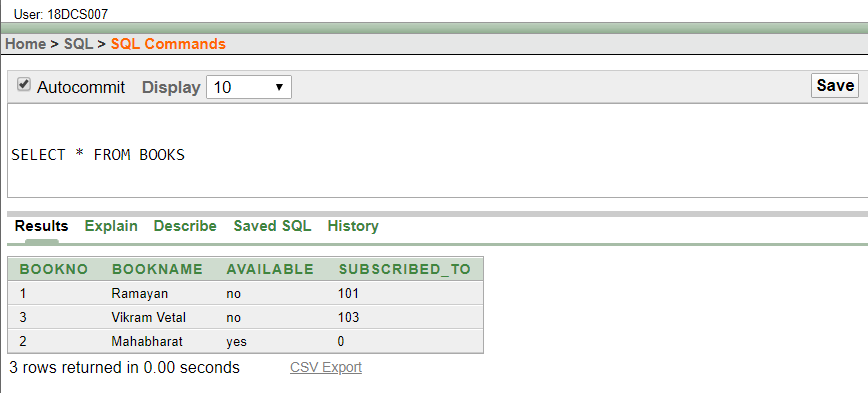 User: 18DCS007
Home > SQL > SQL Commands
Autocommit Display 10 Save
SELECT * FROM BOOKS
Results Explain Describe Saved SQL History
BOOKNO BOOKNAME AVAILABLE SUBSCRIBED_TO
1 Ramayan no 101
3 Vikram Vetal no 103
2 Mahabharat yes 0
3 rows returned in 0.00 seconds CSV Export